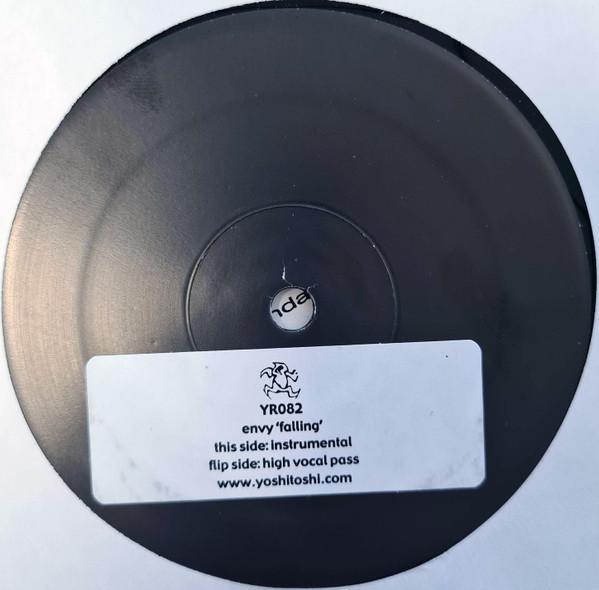 YR082
envy 'falling'
this side: instrumental
flip side: high vocal pass
www.yoshitoshi.com